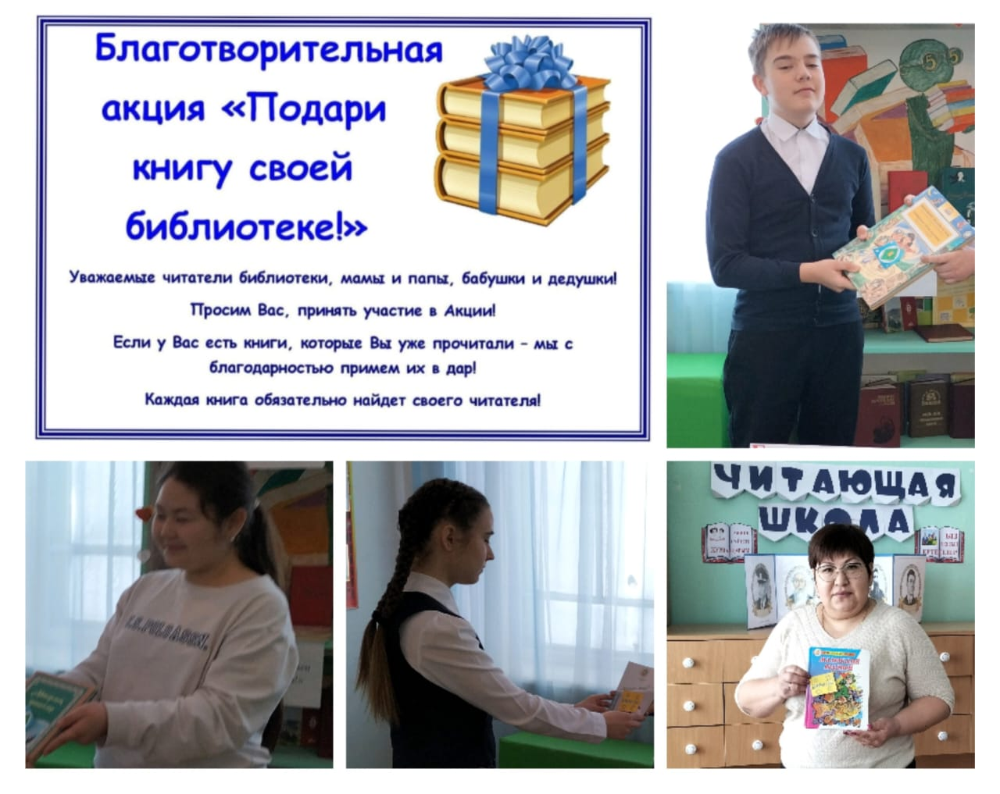 Благотворительная
акция «Подари
книгу своей
библиотеке!»
Уважаемые читатели библиотеки, мамы и папы, бабушки и дедушки!
Просим Вас, принять участие в Акции!
Если у Вас есть книги, которые Вы уже прочитали – мы с
благодарностью примем их в дар!
Каждая книга обязательно найдет своего читателя!
ЧИТАЮЩАЯ
ШКОЛА